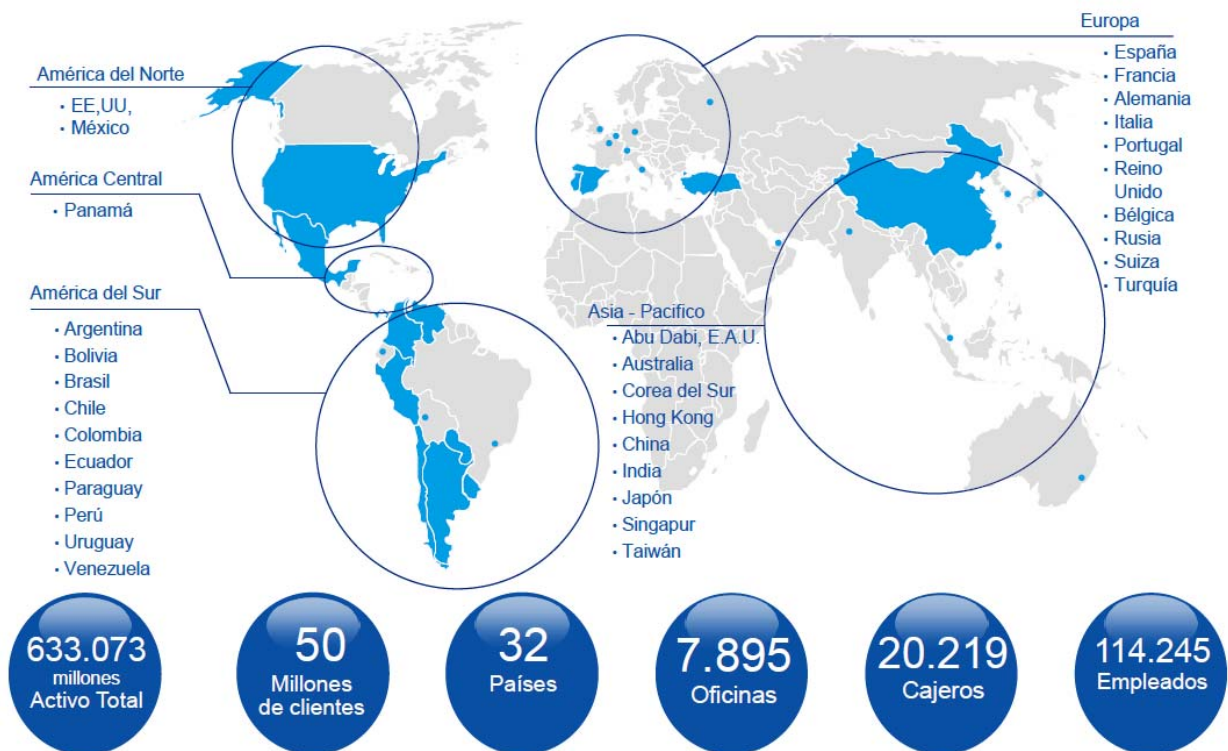 América del Norte
• EE,UU,
• México
América Central
• Panamá
América del Sur
• Argentina
• Bolivia
• Brasil
• Chile
• Colombia
• Ecuador
• Paraguay
• Perú
• Uruguay
• Venezuela
Europa
• España
• Francia
• Alemania
• Italia
• Portugal
• Reino
Unido
• Bélgica
• Rusia
• Suiza
• Turquía
Asia - Pacifico
• Abu Dabi, E.A.U.
• Australia
• Corea del Sur
• Hong Kong
• China
• India
• Japón
• Singapur
• Taiwán
633.073
millones
Activo Total
50
Millones
de clientes
32
Países
7.895
Oficinas
20.219
Cajeros
114.245
Empleados